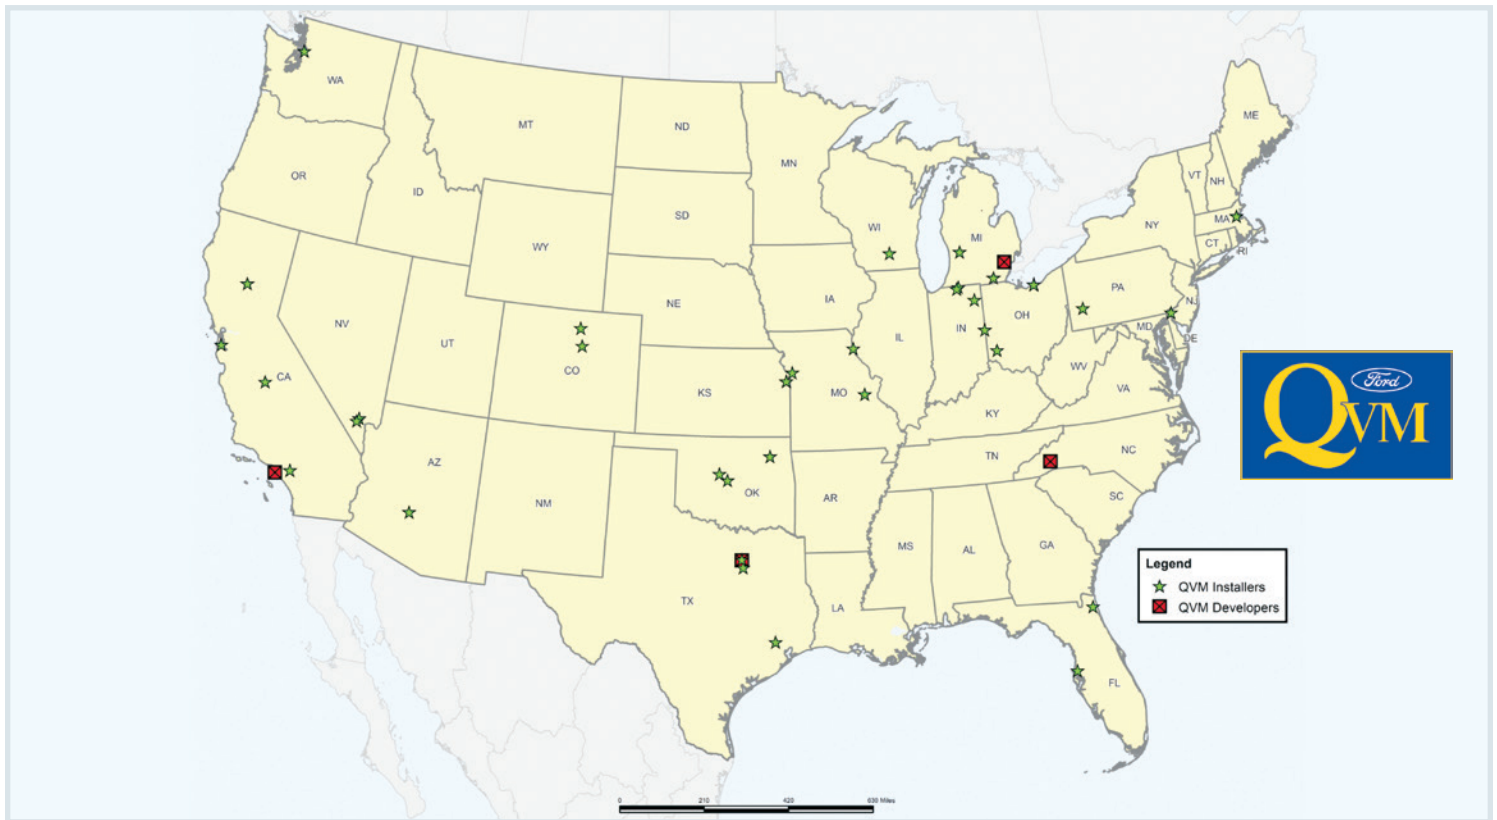 WA
MT
ND
MN
ME
OR
ID
SD
WI
MI
VT
NH
NY
MA
CT
RI
WY
NE
IA
PA
NJ
NV
UT
CO
KS
IL
IN
OH
MD
DE
CA
MO
WV
VA
KY
AZ
NM
OK
AR
TN
NC
SC
MS
AL
GA
TX
LA
FL
Ford
QVM
Legend
QVM Installers
QVM Developers
0 210 420 630 Miles